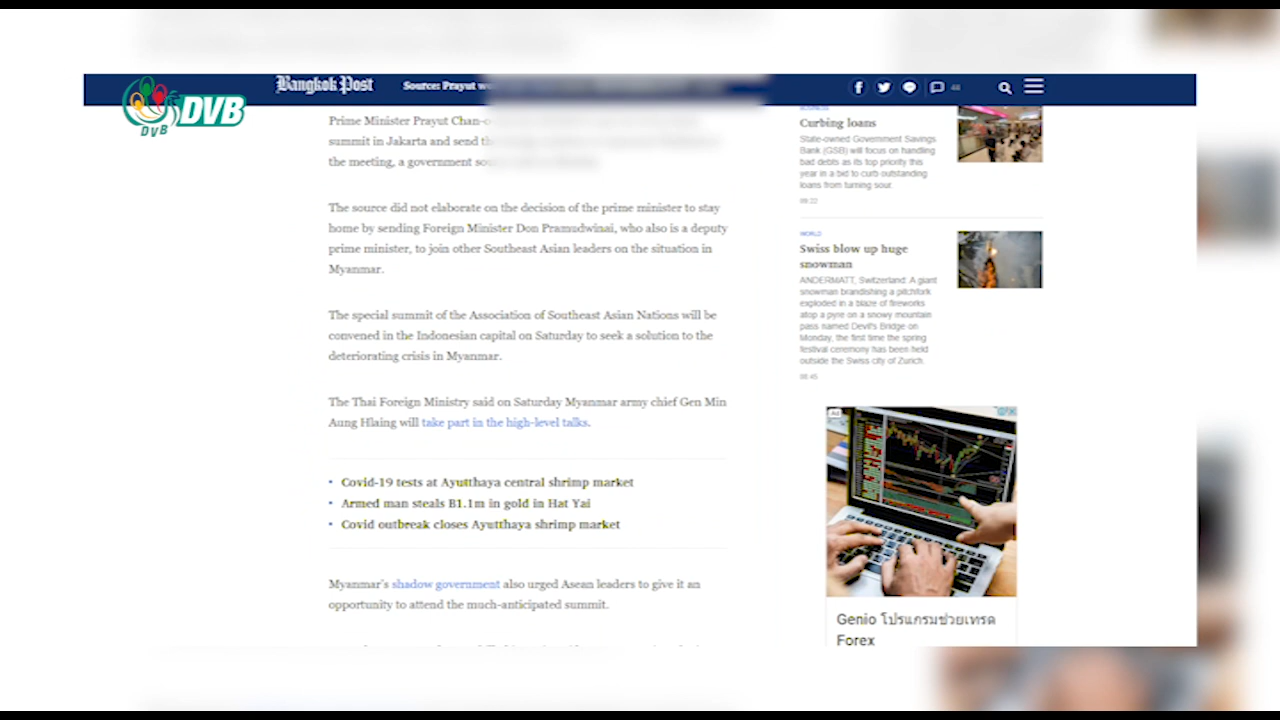 DVB
DVB
Bangkok Post
Source: Prayut
44
Prime Minister Prayut
summit in Jakarta and send
the meeting, a government
The source did not elaborate on the decision of the prime minister to stay
home by sending Foreign Minister Don Pramudwinai, who also is a deputy
prime minister, to join other Southeast Asian leaders on the situation in
Myanmar.
The special summit of the Association of Southeast Asian Nations will be
convened in the Indonesian capital on Saturday to seek a solution to the
deteriorating crisis in Myanmar.
The Thai Foreign Ministry said on Saturday Myanmar army chief Gen Min
Aung Hlaing will take part in the high-level talks.
• Covid-19 tests at Ayutthaya central shrimp market
• Armed man steals B1.1m in gold in Hat Yai
• Covid outbreak closes Ayutthaya shrimp market
Myanmar's shadow government also urged Asean leaders to give it an
opportunity to attend the much-anticipated summit.
Curbing loans
State-owned Government Savings
Bank (GSB) will focus on handling
bad debts as its top priority this
year in a bid to curb outstanding
loans from turning sour.
WORLD
Swiss blow up huge
snowman
ANDERMATT, Switzerland: A giant
snowman brandishing a pitchfork
exploded in a blaze of fireworks
atop a pyre on a snowy mountain
pass named Devil's Bridge on
Monday, the first time the spring
festival ceremony has been held
outside the Swiss city of Zurich.
Ad
Genio โปรแกรมช่วยเทรด
Forex